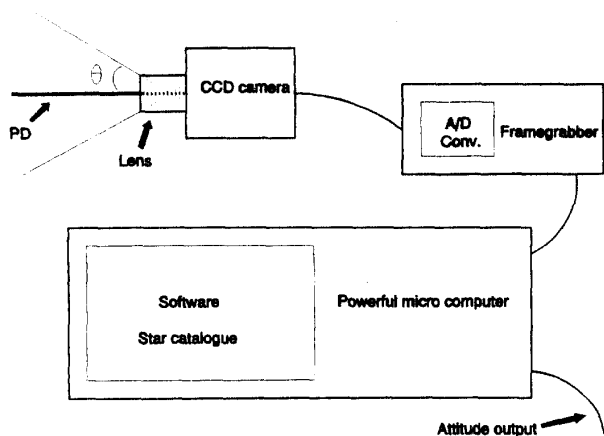 θ
CCD camera
PD
Lens
A/D
Conv.
Framegrabber
Software
Star catalogue
Powerful micro computer
Attitude output